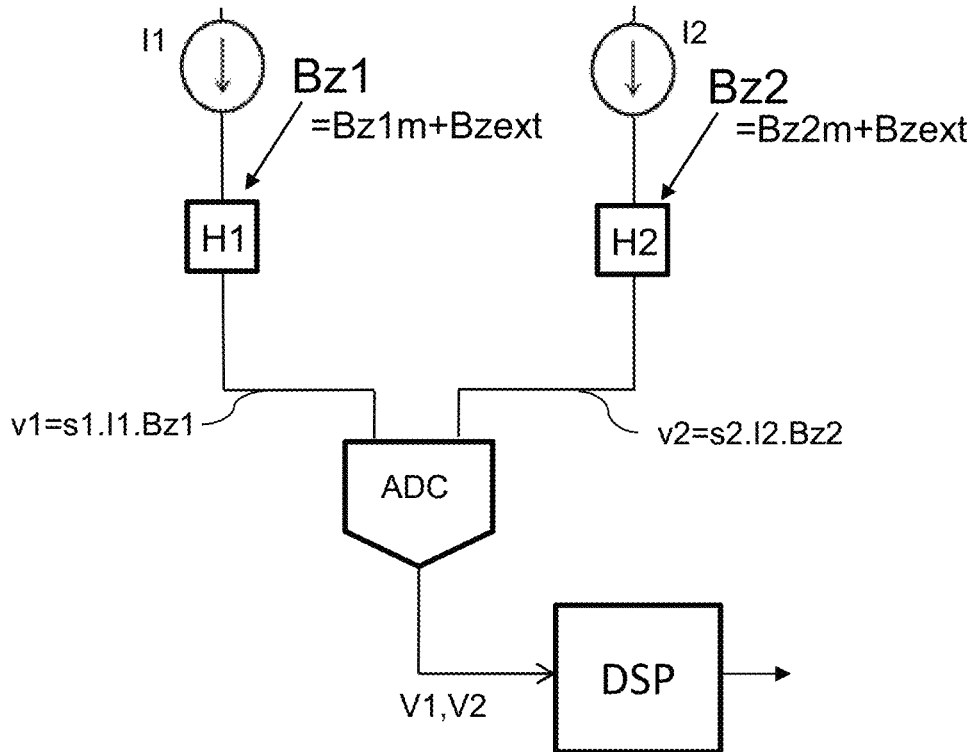 I1
Bz1
=Bz1m+Bzext
I2
Bz2
=Bz2m+Bzext
H1
H2
v1=s1.I1.Bz1
v2=s2.I2.Bz2
ADC
V1,V2
DSP